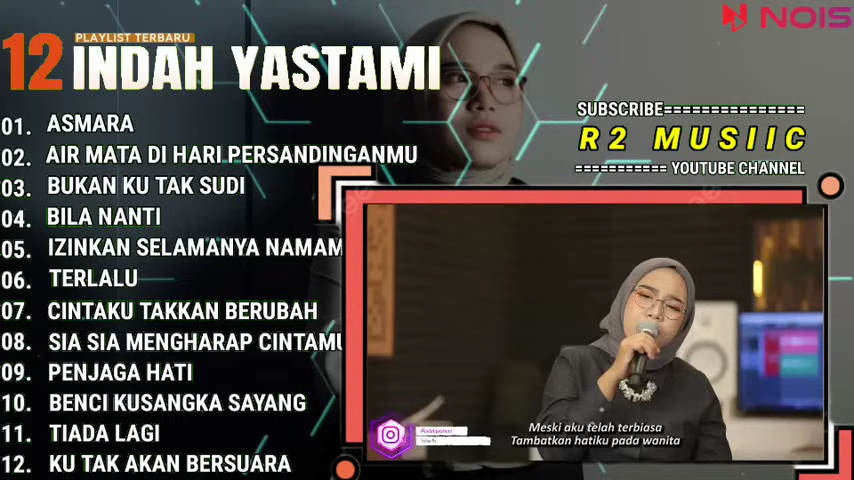 NOIS
PLAYLIST TERBARU
12 INDAH YASTAMI
SUBSCRIBE===============
R2 MUSIIC
=========== YOUTUBE CHANNEL
01. ASMARA
02. AIR MATA DI HARI PERSANDINGANMU
03. BUKAN KU TAK SUDI
04. BILA NANTI
05. IZINKAN SELAMANYA NAMAM
06. TERLALU
07. CINTAKU TAKKAN BERUBAH
08. SIA SIA MENGHARAP CINTAMU
09. PENJAGA HATI
10. BENCI KUSANGKA SAYANG
11. TIADA LAGI
12. KU TAK AKAN BERSUARA
Meski aku telah terbiasa
Tambatkan hatiku pada wanita